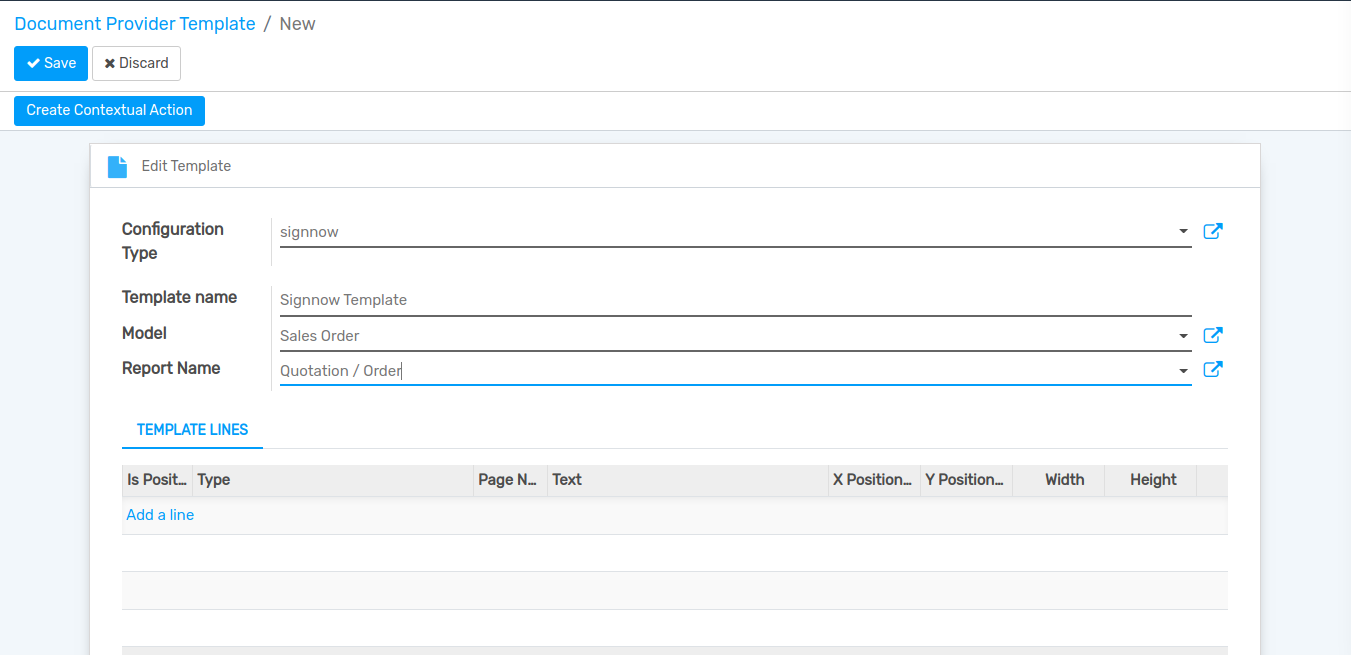 Document Provider Template / New
Save Discard
Create Contextual Action
Edit Template
Configuration Type signnow
Template name Signnow Template
Model Sales Order
Report Name Quotation / Order
TEMPLATE LINES
Is Posit... Type Page N... Text X Position... Y Position... Width Height
Add a line